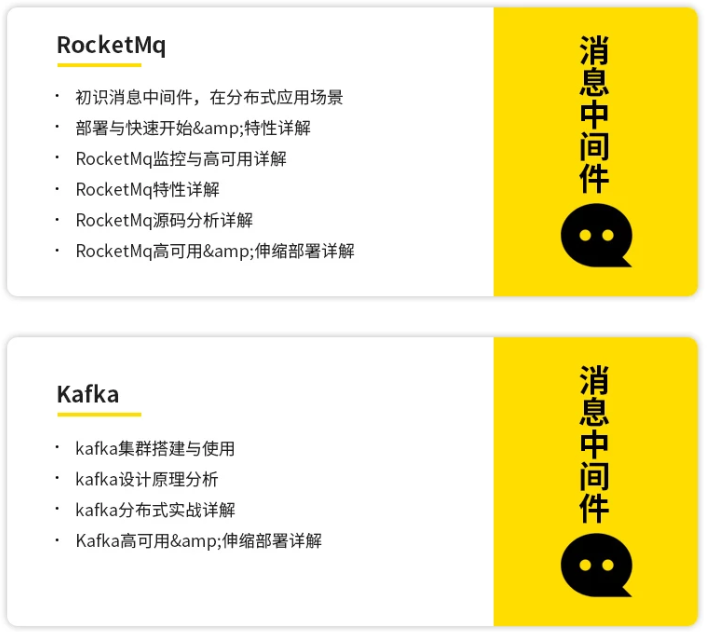 RocketMq
· 初识消息中间件，在分布式应用场景
· 部署与快速开始&amp;特性详解
· RocketMq监控与高可用详解
· RocketMq特性详解
· RocketMq源码分析详解
· RocketMq高可用&amp;伸缩部署详解
消息中间件
Kafka
· kafka集群搭建与使用
· kafka设计原理分析
· kafka分布式实战详解
· Kafka高可用&amp;伸缩部署详解
消息中间件